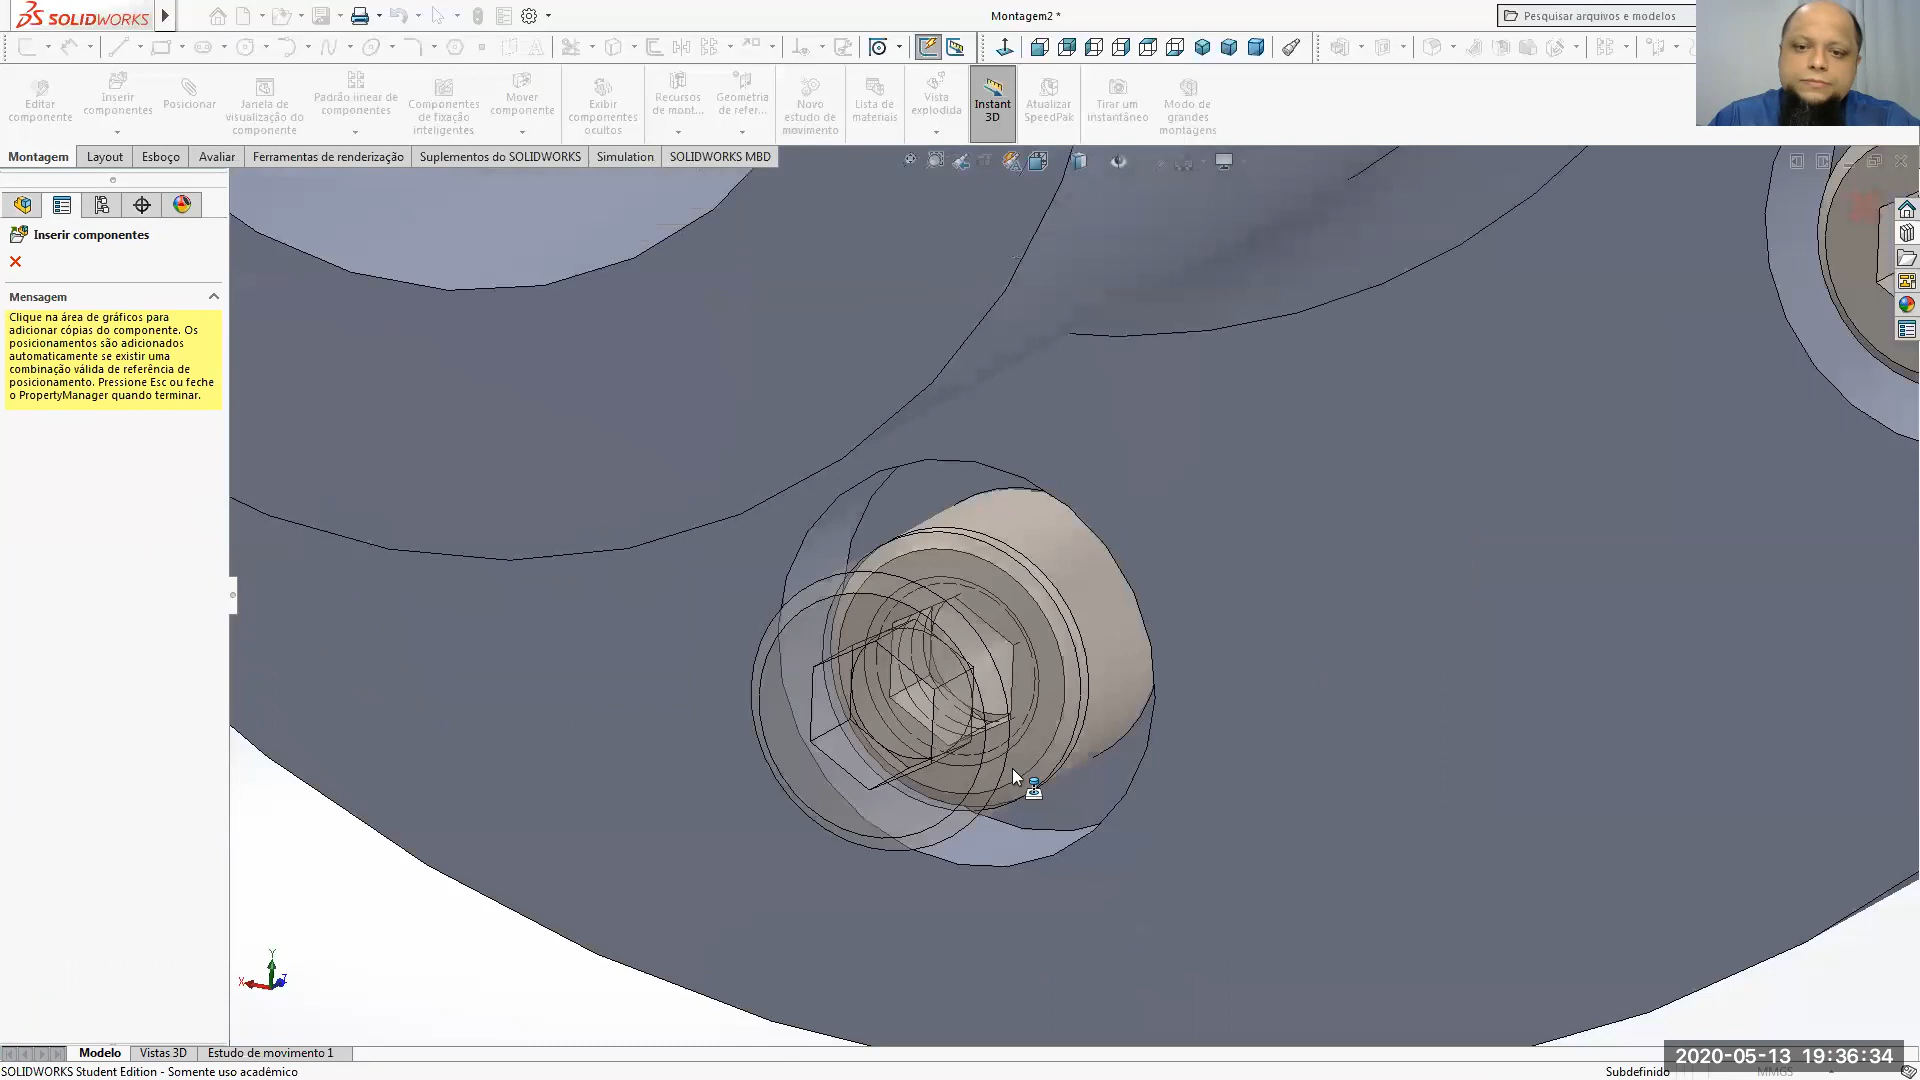 SOLIDWORKS
Montagem2 *
Pesquisar arquivos e modelos
Editar
componente
Inserir
componentes
Posicionar
Janela de
visualização do
componente
Padrão linear de
componentes
Componentes
de fixação
inteligentes
Mover
componente
Exibir
componentes
ocultos
Recursos
de mont...
Geometria
de refer...
Novo
estudo de
movimento
Lista de
materiais
Vista
explodida
Instant
3D
Atualizar
SpeedPak
Tirar um
instantâneo
Modo de
grandes
montagens
Montagem
Layout
Esboço
Avaliar
Ferramentas de renderização
Suplementos do SOLIDWORKS
Simulation
SOLIDWORKS MBD
Inserir componentes
Mensagem
Clique na área de gráficos para
adicionar cópias do componente. Os
posicionamentos são adicionados
automaticamente se existir uma
combinação válida de referência de
posicionamento. Pressione Esc ou feche
o PropertyManager quando terminar.
Y
X
Z
Modelo
Vistas 3D
Estudo de movimento 1
2020-05-13 19:36:34
SOLIDWORKS Student Edition - Somente uso acadêmico
Subdefinido
MMGS